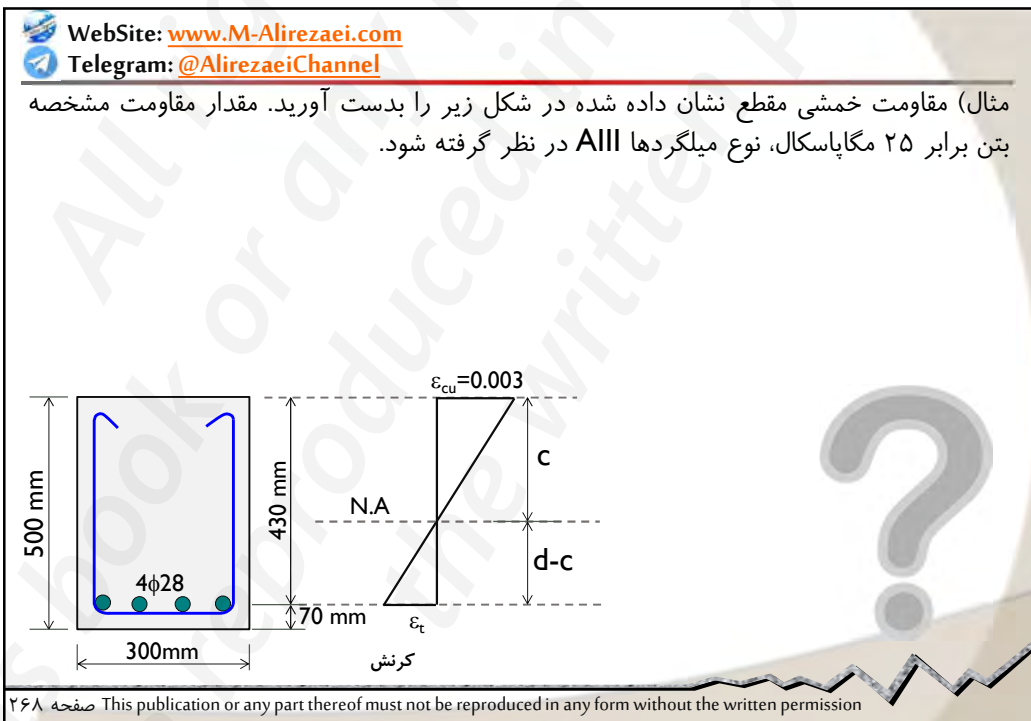 WebSite: www.M-Alirezaei.com
Telegram: @AlirezaeiChannel
مثال) مقاومت خمشی مقطع نشان داده شده در شکل زیر را بدست آورید. مقدار مقاومت مشخصه
بتن برابر ۲۵ مگاپاسکال، نوع میلگردها AIII در نظر گرفته شود.
εcu=0.003
c
500 mm
430 mm
N.A
d-c
4ϕ28
70 mm
εt
300mm
کرنش
صفحه ۲۶۸ This publication or any part thereof must not be reproduced in any form without the written permission